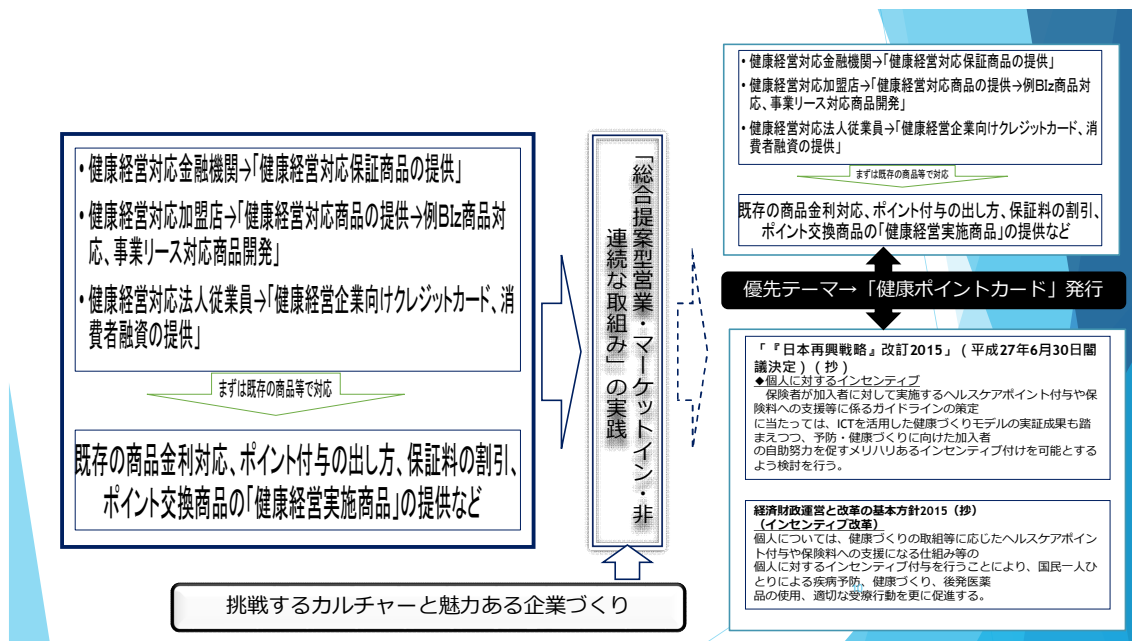 ・健康経営対応金融機関→「健康経営対応保証商品の提供」
・健康経営対応加盟店→「健康経営対応商品の提供→例BIz商品対
応、事業リース対応商品開発」
・健康経営対応法人従業員→「健康経営企業向けクレジットカード、消
費者融資の提供」
まずは既存の商品等で対応
既存の商品金利対応、ポイント付与の出し方、保証料の割引、
ポイント交換商品の「健康経営実施商品」の提供など
「総合提案型営業・マーケットイン・非
連続な取組み」の実践
挑戦するカルチャーと魅力ある企業づくり
・健康経営対応金融機関→「健康経営対応保証商品の提供」
・健康経営対応加盟店→「健康経営対応商品の提供→例BIz商品対
応、事業リース対応商品開発」
・健康経営対応法人従業員→「健康経営企業向けクレジットカード、消
費者融資の提供」
まずは既存の商品等で対応
既存の商品金利対応、ポイント付与の出し方、保証料の割引、
ポイント交換商品の「健康経営実施商品」の提供など
優先テーマ→「健康ポイントカード」発行
「『日本再興戦略』改訂2015」(平成27年6月30日閣
議決定)(抄)
◆個人に対するインセンティブ
保険者が加入者に対して実施するヘルスケアポイント付与や保
険料への支援等に係るガイドラインの策定
に当たっては、ICTを活用した健康づくりモデルの実証成果も踏
まえつつ、予防・健康づくりに向けた加入者
の自助努力を促すメリハリあるインセンティブ付けを可能とする
よう検討を行う。
経済財政運営と改革の基本方針2015(抄)
(インセンティブ改革)
個人については、健康づくりの取組等に応じたヘルスケアポイン
ト付与や保険料への支援になる仕組み等の
個人に対するインセンティブ付与を行うことにより、国民一人ひ
とりによる疾病予防、健康づくり、後発医薬
品の使用、適切な受療行動を更に促進する。